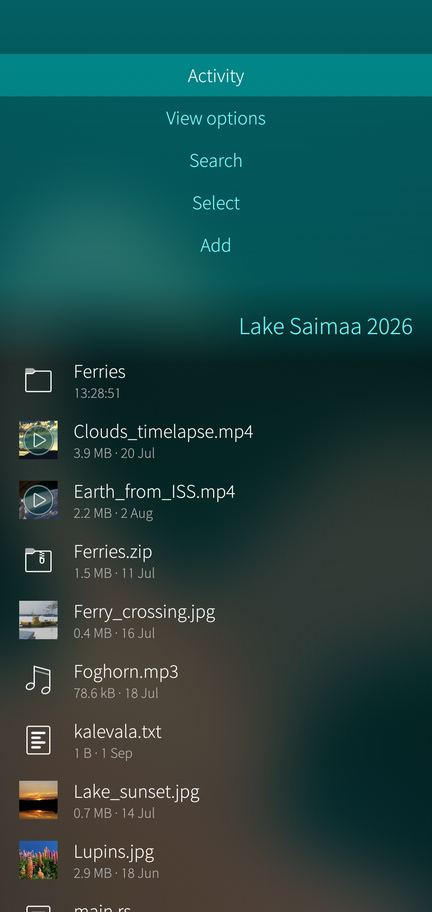 Activity
View options
Search
Select
Add
Lake Saimaa 2026
Ferries
13:28:51
Clouds_timelapse.mp4
3.9 MB · 20 Jul
Earth_from_ISS.mp4
2.2 MB · 2 Aug
Ferries.zip
1.5 MB · 11 Jul
Ferry_crossing.jpg
0.4 MB · 16 Jul
Foghorn.mp3
78.6 kB · 18 Jul
kalevala.txt
1 B · 1 Sep
Lake_sunset.jpg
0.7 MB · 14 Jul
Lupins.jpg
2.9 MB · 18 Jun
main.rs